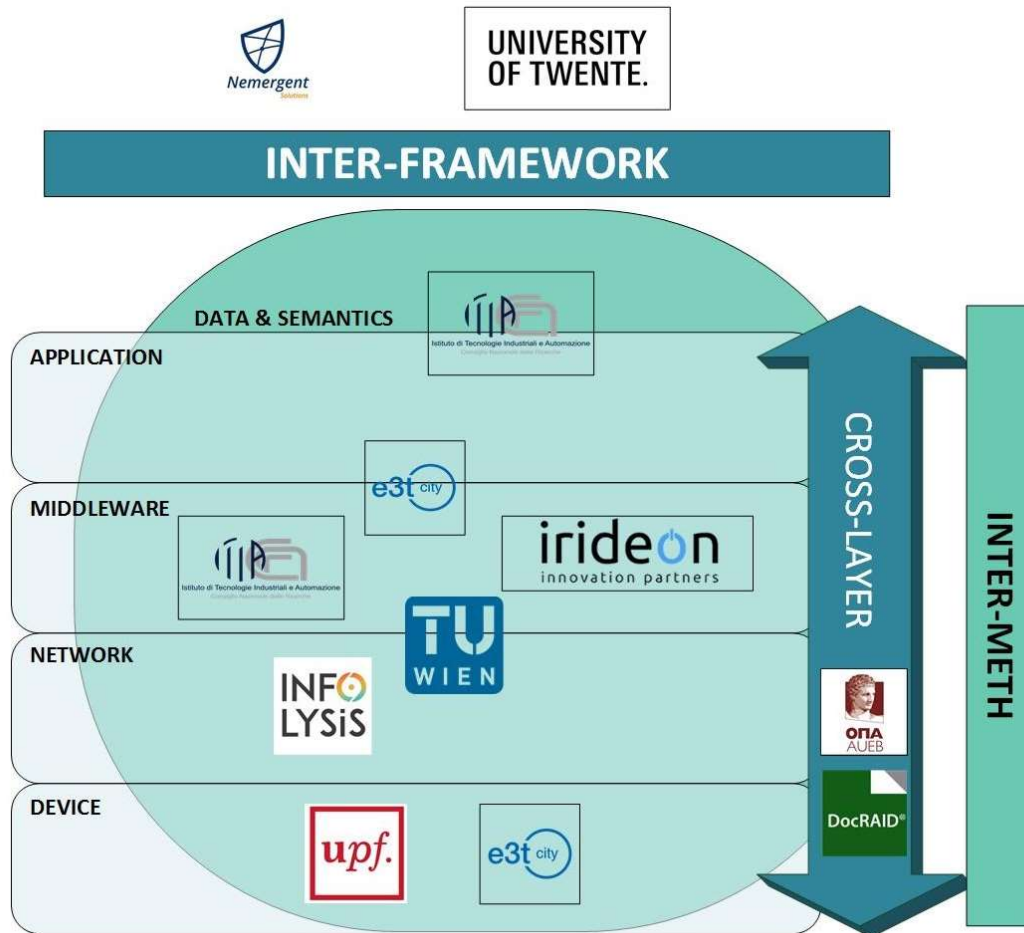 Nemergent
Solutions
UNIVERSITY
OF TWENTE.
INTER-FRAMEWORK
DATA & SEMANTICS
ITIA
Istituto di Tecnologie Industriali e Automazione
Consiglio Nazionale delle Ricerche
APPLICATION
e3t city
MIDDLEWARE
ITIA
Istituto di Tecnologie Industriali e Automazione
Consiglio Nazionale delle Ricerche
irideon
innovation partners
TU
WIEN
NETWORK
INFO
LYSiS
DEVICE
upf.
e3t city
CROSS-LAYER
ΟΠΑ
AUEB
DocRAID®
INTER-METH